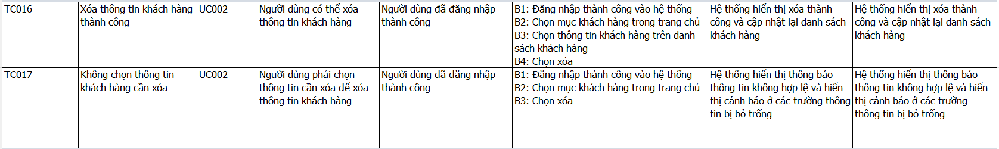 TC016
Xóa thông tin khách hàng
thành công
UC002
Người dùng có thể xóa
thông tin khách hàng
Người dùng đã đăng nhập
thành công
B1: Đăng nhập thành công vào hệ thống
B2: Chọn mục khách hàng trong trang chủ
B3: Chọn thông tin khách hàng trên danh
sách khách hàng
B4: Chọn xóa
Hệ thống hiển thị xóa thành
công và cập nhật lại danh sách
khách hàng
Hệ thống hiển thị xóa thành
công và cập nhật lại danh sách
khách hàng
TC017
Không chọn thông tin
khách hàng cần xóa
UC002
Người dùng phải chọn
thông tin cần xóa để xóa
thông tin khách hàng
Người dùng đã đăng nhập
thành công
B1: Đăng nhập thành công vào hệ thống
B2: Chọn mục khách hàng trong trang chủ
B3: Chọn xóa
Hệ thống hiển thị thông báo
thông tin không hợp lệ và hiển
thị cảnh báo ở các trường thông
tin bị bỏ trống
Hệ thống hiển thị thông báo
thông tin không hợp lệ và hiển
thị cảnh báo ở các trường
thông tin bị bỏ trống